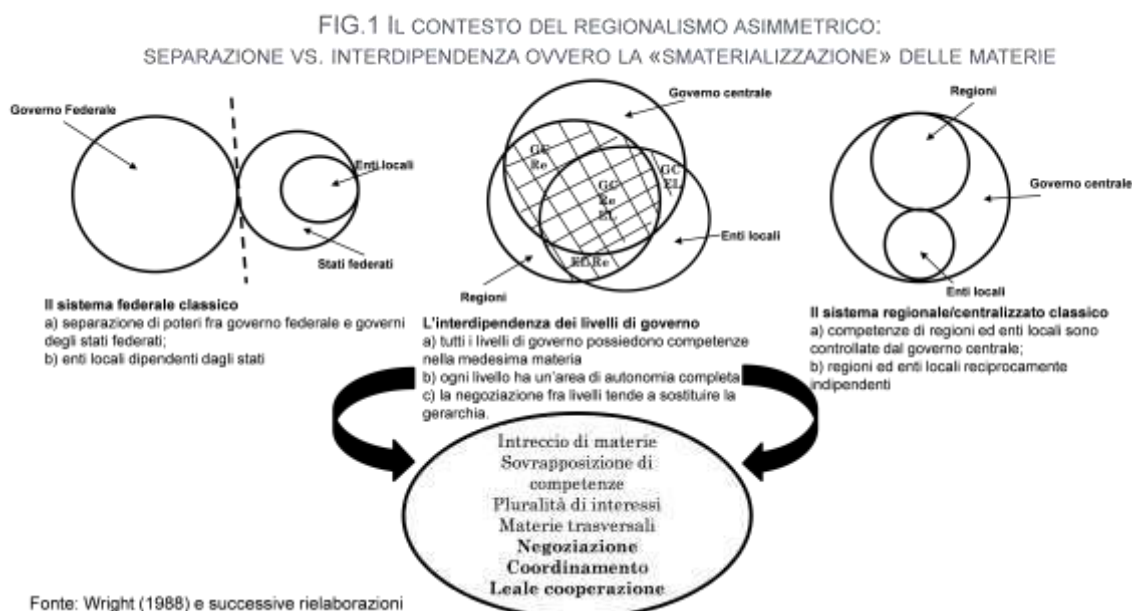 FIG.1 IL CONTESTO DEL REGIONALISMO ASIMMETRICO:
SEPARAZIONE VS. INTERDIPENDENZA OVVERO LA «SMATERIALIZZAZIONE» DELLE MATERIE
Governo Federale
Enti locali
Stati federati
Il sistema federale classico
a) separazione di poteri fra governo federale e governi
degli stati federati;
b) enti locali dipendenti dagli stati
Governo centrale
GC
Re
GC
EL
GC
Re
EL
ELRe
Enti locali
Regioni
L'interdipendenza dei livelli di governo
a) tutti i livelli di governo possiedono competenze
nella medesima materia
b) ogni livello ha un'area di autonomia completa
c) la negoziazione fra livelli tende a sostituire la
gerarchia.
Regioni
Governo centrale
Enti locali
Il sistema regionale/centralizzato classico
a) competenze di regioni ed enti locali sono
controllate dal governo centrale;
b) regioni ed enti locali reciprocamente
indipendenti
Intreccio di materie
Sovrapposizione di
competenze
Pluralità di interessi
Materie trasversali
Negoziazione
Coordinamento
Leale cooperazione
Fonte: Wright (1988) e successive rielaborazioni